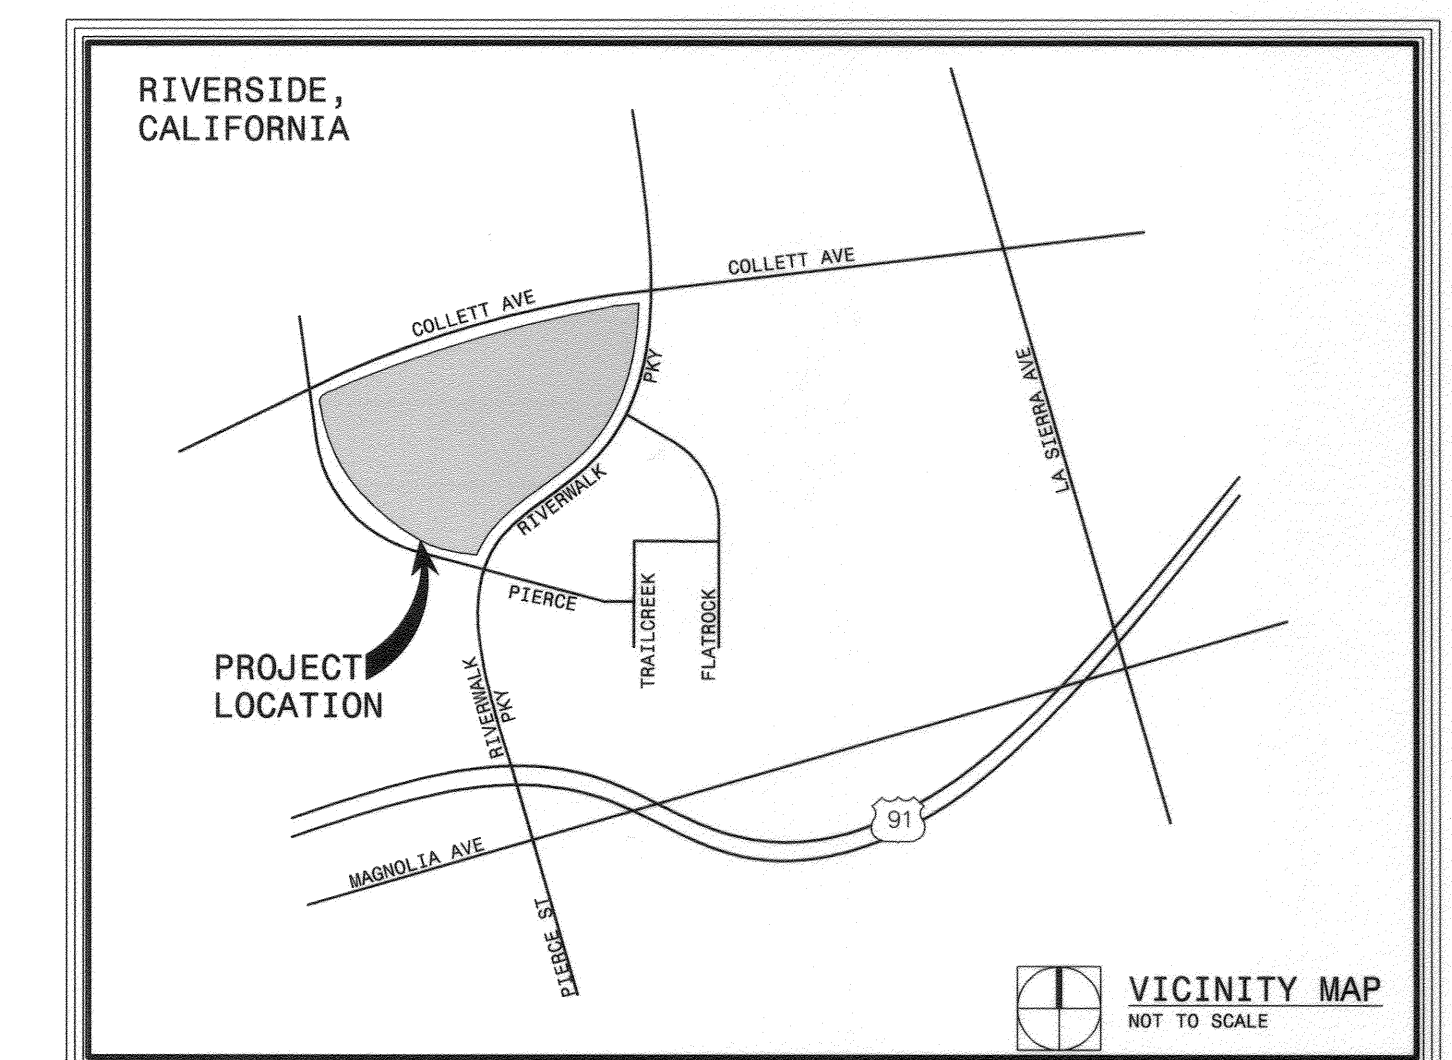 RIVERSIDE,
CALIFORNIA
COLLETT AVE
COLLETT AVE
PKY
LA SIERRA AVE
RIVERWALK
PIERCE
TRAILCREEK
FLATROCK
PROJECT
LOCATION
RIVERWALK
PKY
91
MAGNOLIA AVE
PIERCE ST
VICINITY MAP
NOT TO SCALE